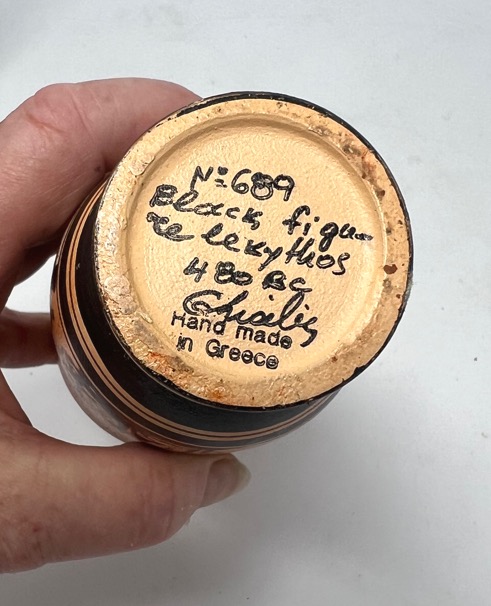 Nº 689
Black figu-
re lekythos
480 BC
Hand made
in Greece